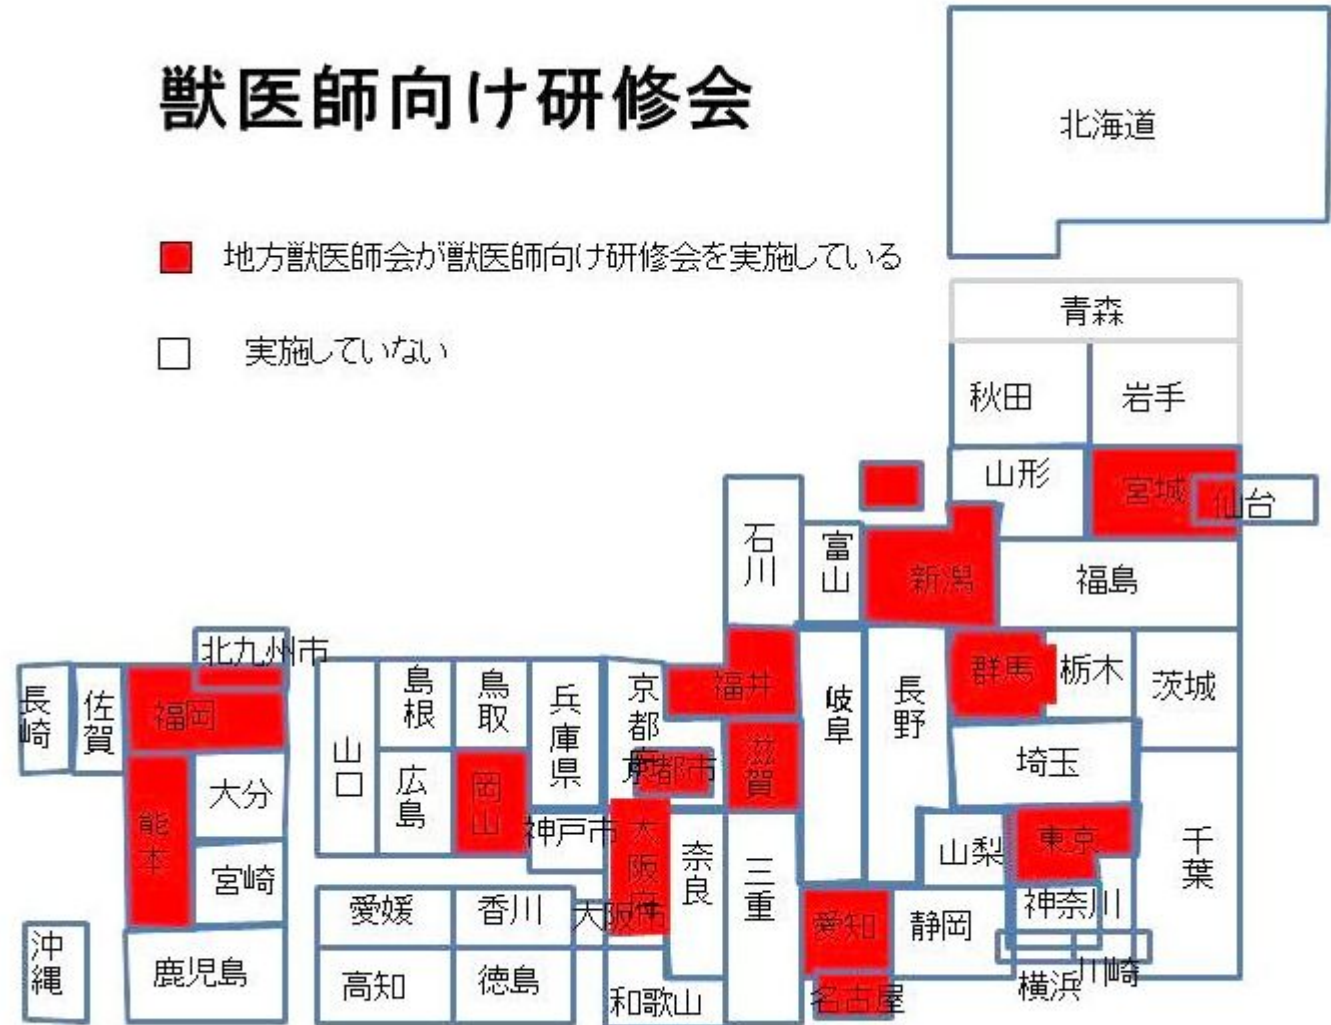 獣医師向け研修会
北海道
地方獣医師会が獣医師向け研修会を実施している
実施していない
青森
秋田
岩手
山形
宮城
仙台
石川
富山
新潟
福島
北九州市
長崎
佐賀
福岡
島根
鳥取
兵庫県
京都府
福井
岐阜
長野
群馬
栃木
茨城
山口
広島
岡山
京都市
滋賀
埼玉
熊本
大分
神戸市
大阪府
奈良
三重
山梨
東京
千葉
宮崎
愛媛
香川
大阪市
愛知
静岡
神奈川
沖縄
鹿児島
高知
徳島
和歌山
名古屋
横浜
川崎